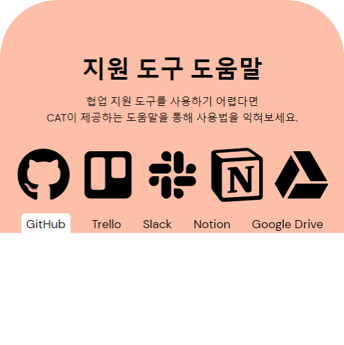 지원 도구 도움말
협업 지원 도구를 사용하기 어렵다면
CAT이 제공하는 도움말을 통해 사용법을 익혀보세요.
GitHub Trello Slack Notion Google Drive